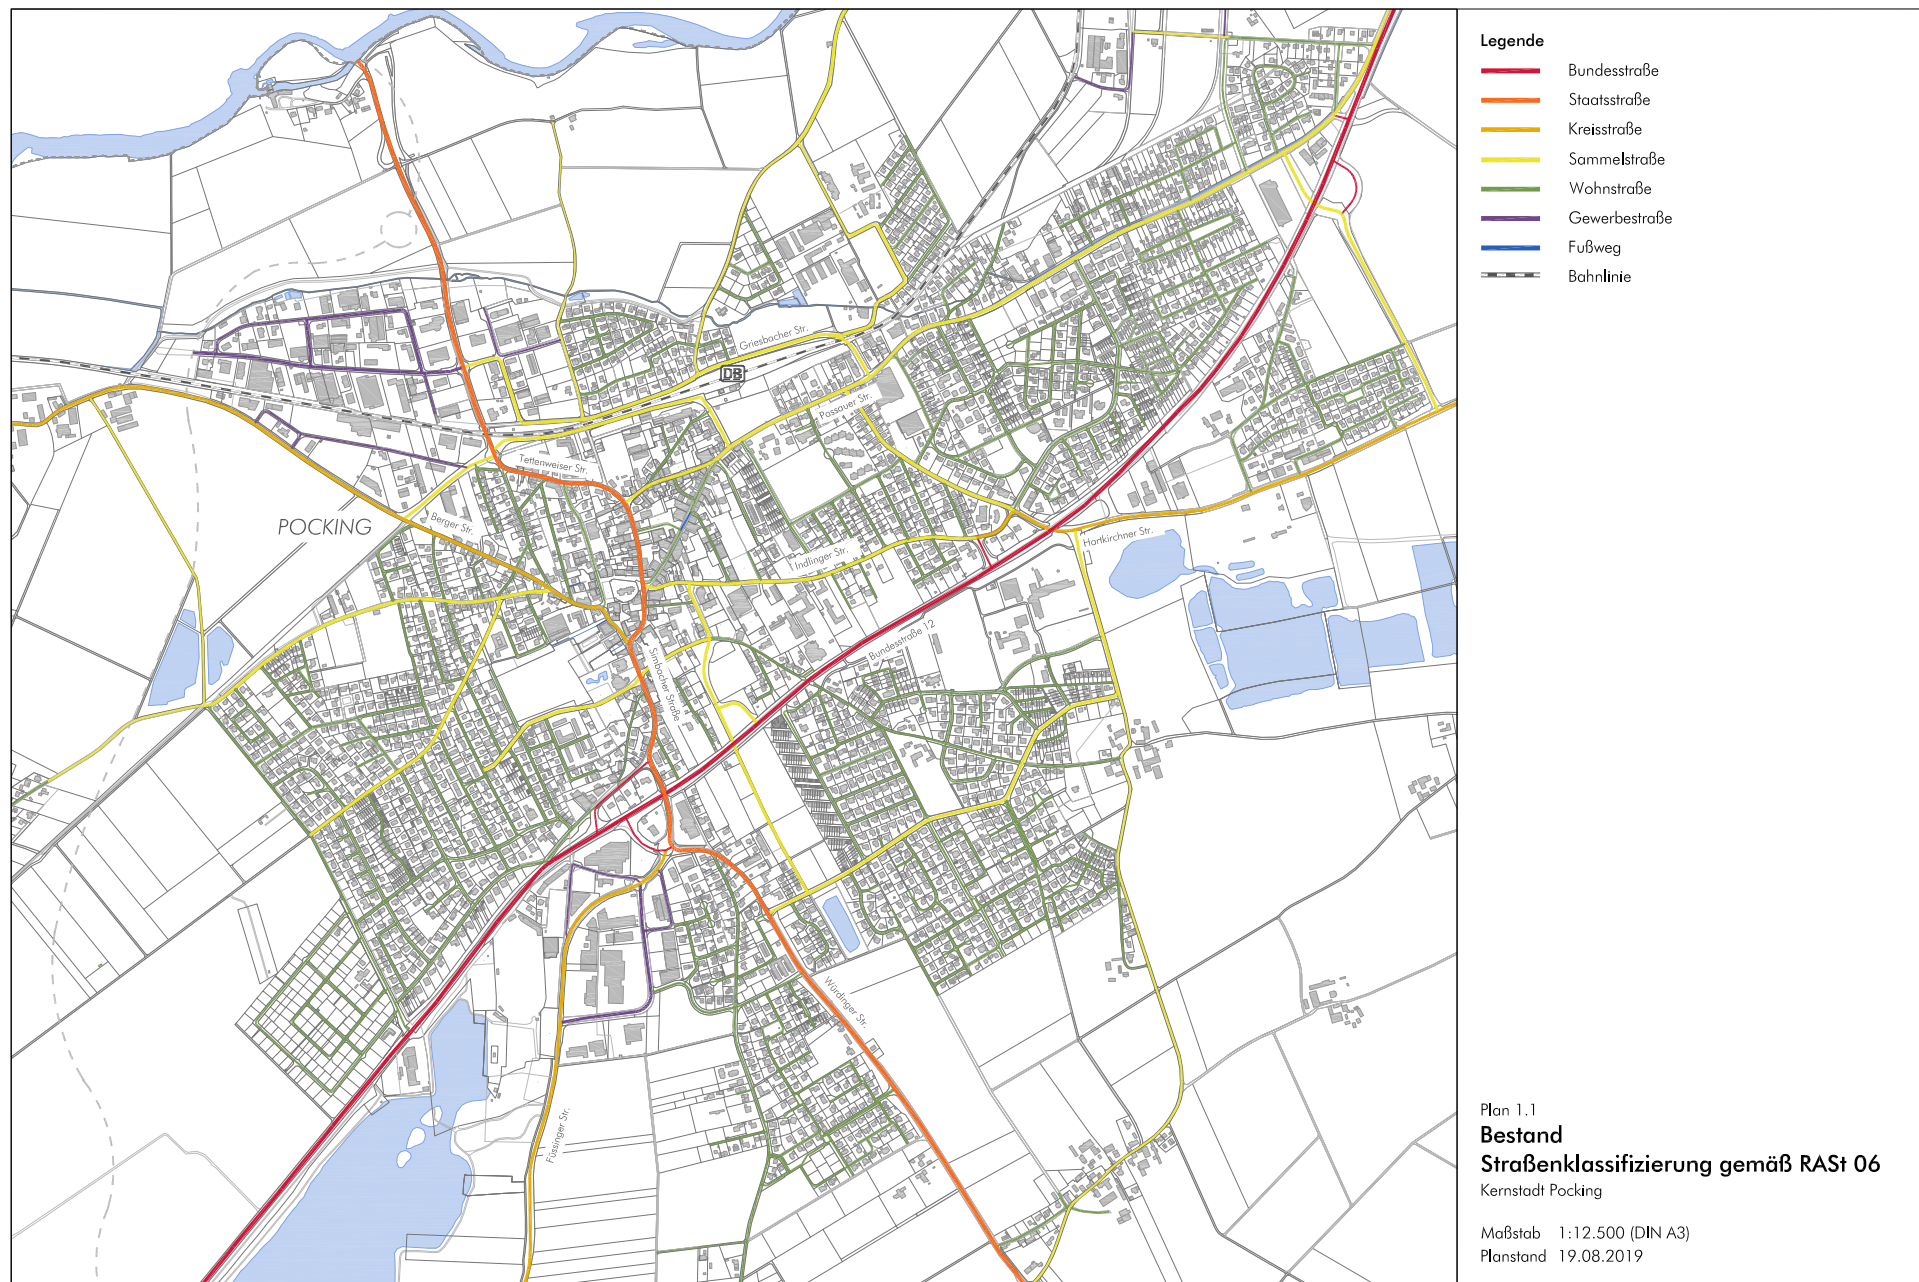 Legende
Bundesstraße
Staatsstraße
Kreisstraße
Sammelstraße
Wohnstraße
Gewerbestraße
Fußweg
Bahnlinie
Griesbacher Str.
DB
Passauer Str.
Tettenweiser Str.
POCKING
Berger Str.
Indlinger Str.
Hartkirchner Str.
Bundesstraße 12
Simbacher Straße
Würdinger Str.
Füssinger Str.
Plan 1.1
Bestand
Straßenklassifizierung gemäß RASt 06
Kernstadt Pocking
Maßstab 1:12.500 (DIN A3)
Planstand 19.08.2019